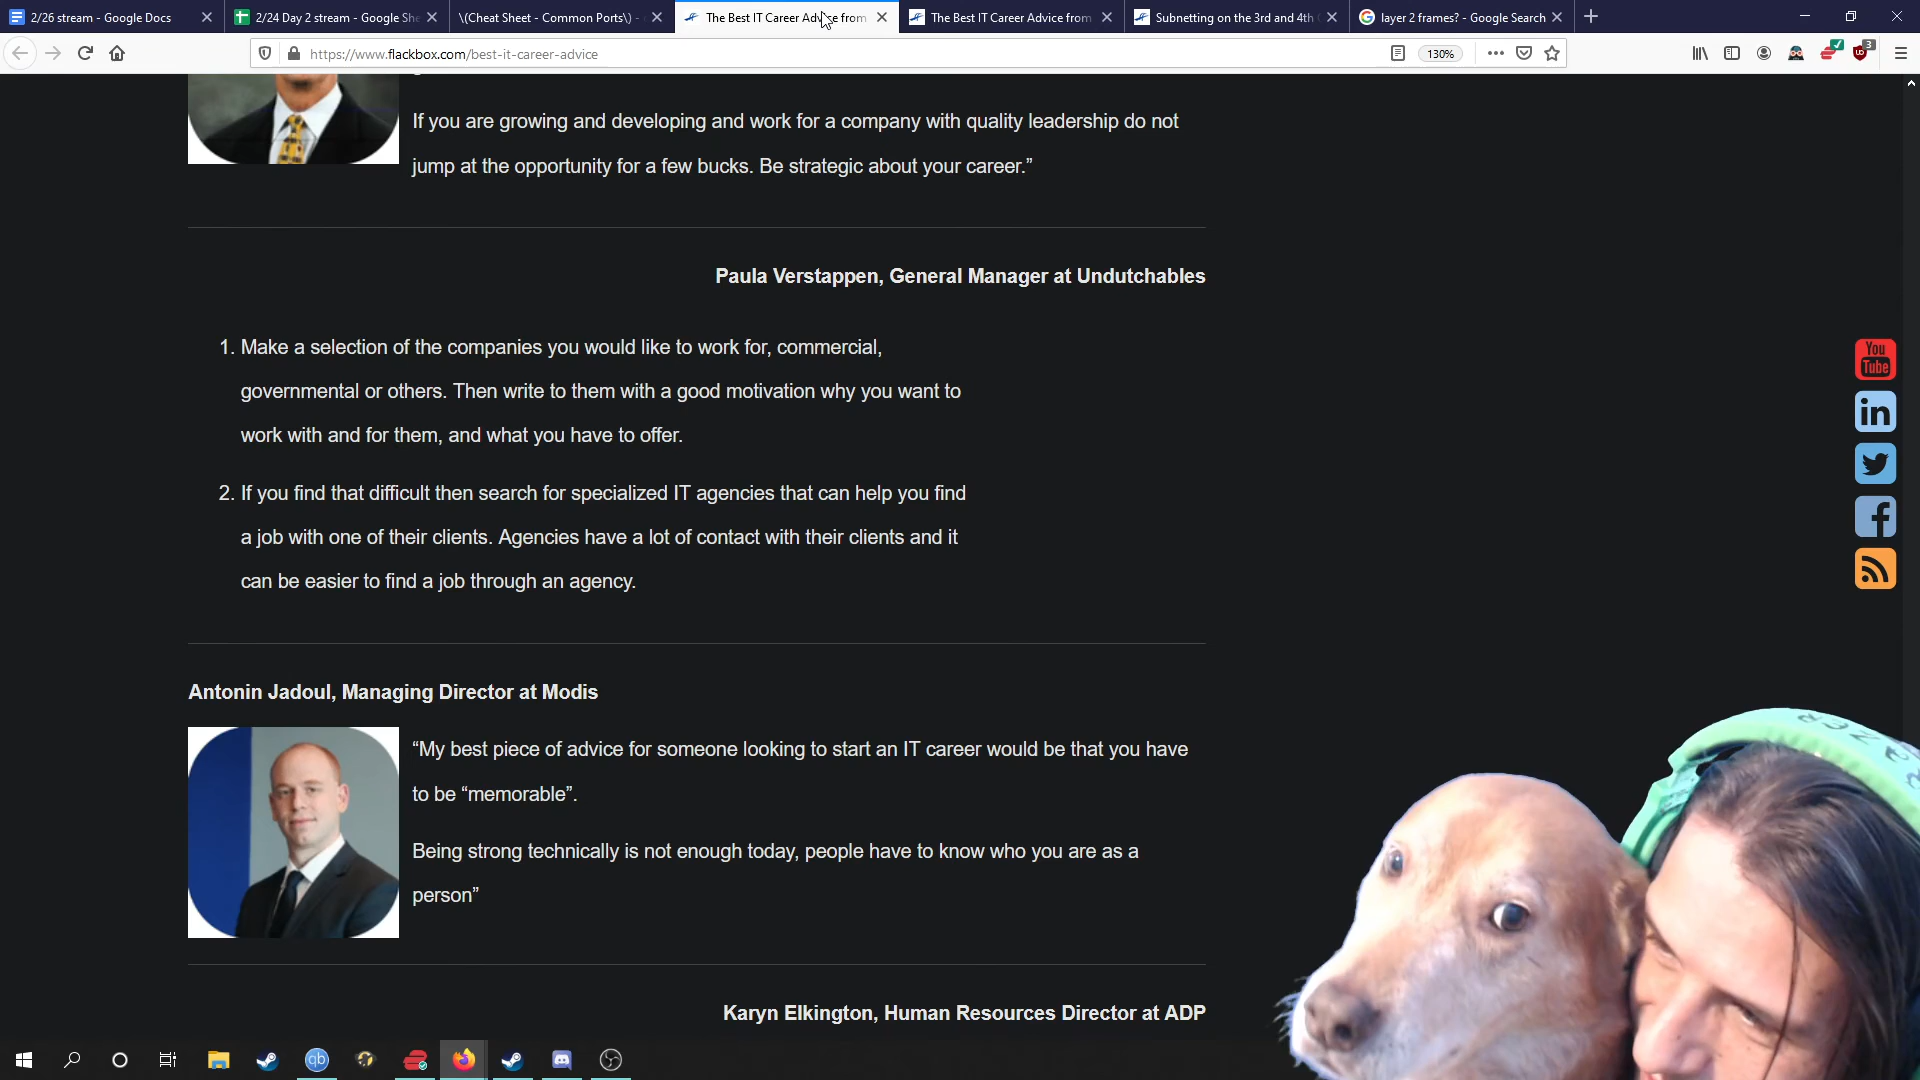 2/26 stream - Google Docs
2/24 Day 2 stream - Google She
\(Cheat Sheet - Common Ports\) -
The Best IT Career Advice from
The Best IT Career Advice from
Subnetting on the 3rd and 4th
layer 2 frames? - Google Search
https://www.flackbox.com/best-it-career-advice
130%
3
If you are growing and developing and work for a company with quality leadership do not
jump at the opportunity for a few bucks. Be strategic about your career.”
Paula Verstappen, General Manager at Undutchables
1. Make a selection of the companies you would like to work for, commercial,
governmental or others. Then write to them with a good motivation why you want to
work with and for them, and what you have to offer.
2. If you find that difficult then search for specialized IT agencies that can help you find
a job with one of their clients. Agencies have a lot of contact with their clients and it
can be easier to find a job through an agency.
You
Tube
in
Antonin Jadoul, Managing Director at Modis
“My best piece of advice for someone looking to start an IT career would be that you have
to be “memorable”.
Being strong technically is not enough today, people have to know who you are as a
person”
Karyn Elkington, Human Resources Director at ADP
qb